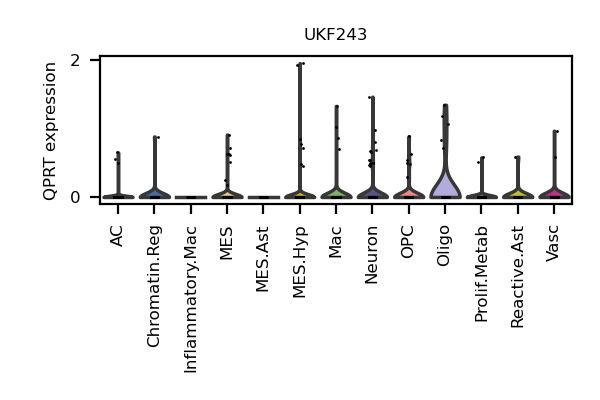 UKF243
QPRT expression
2
0
AC
Chromatin.Reg
Inflammatory.Mac
MES
MES.Ast
MES.Hyp
Mac
Neuron
OPC
Oligo
Prolif.Metab
Reactive.Ast
Vasc